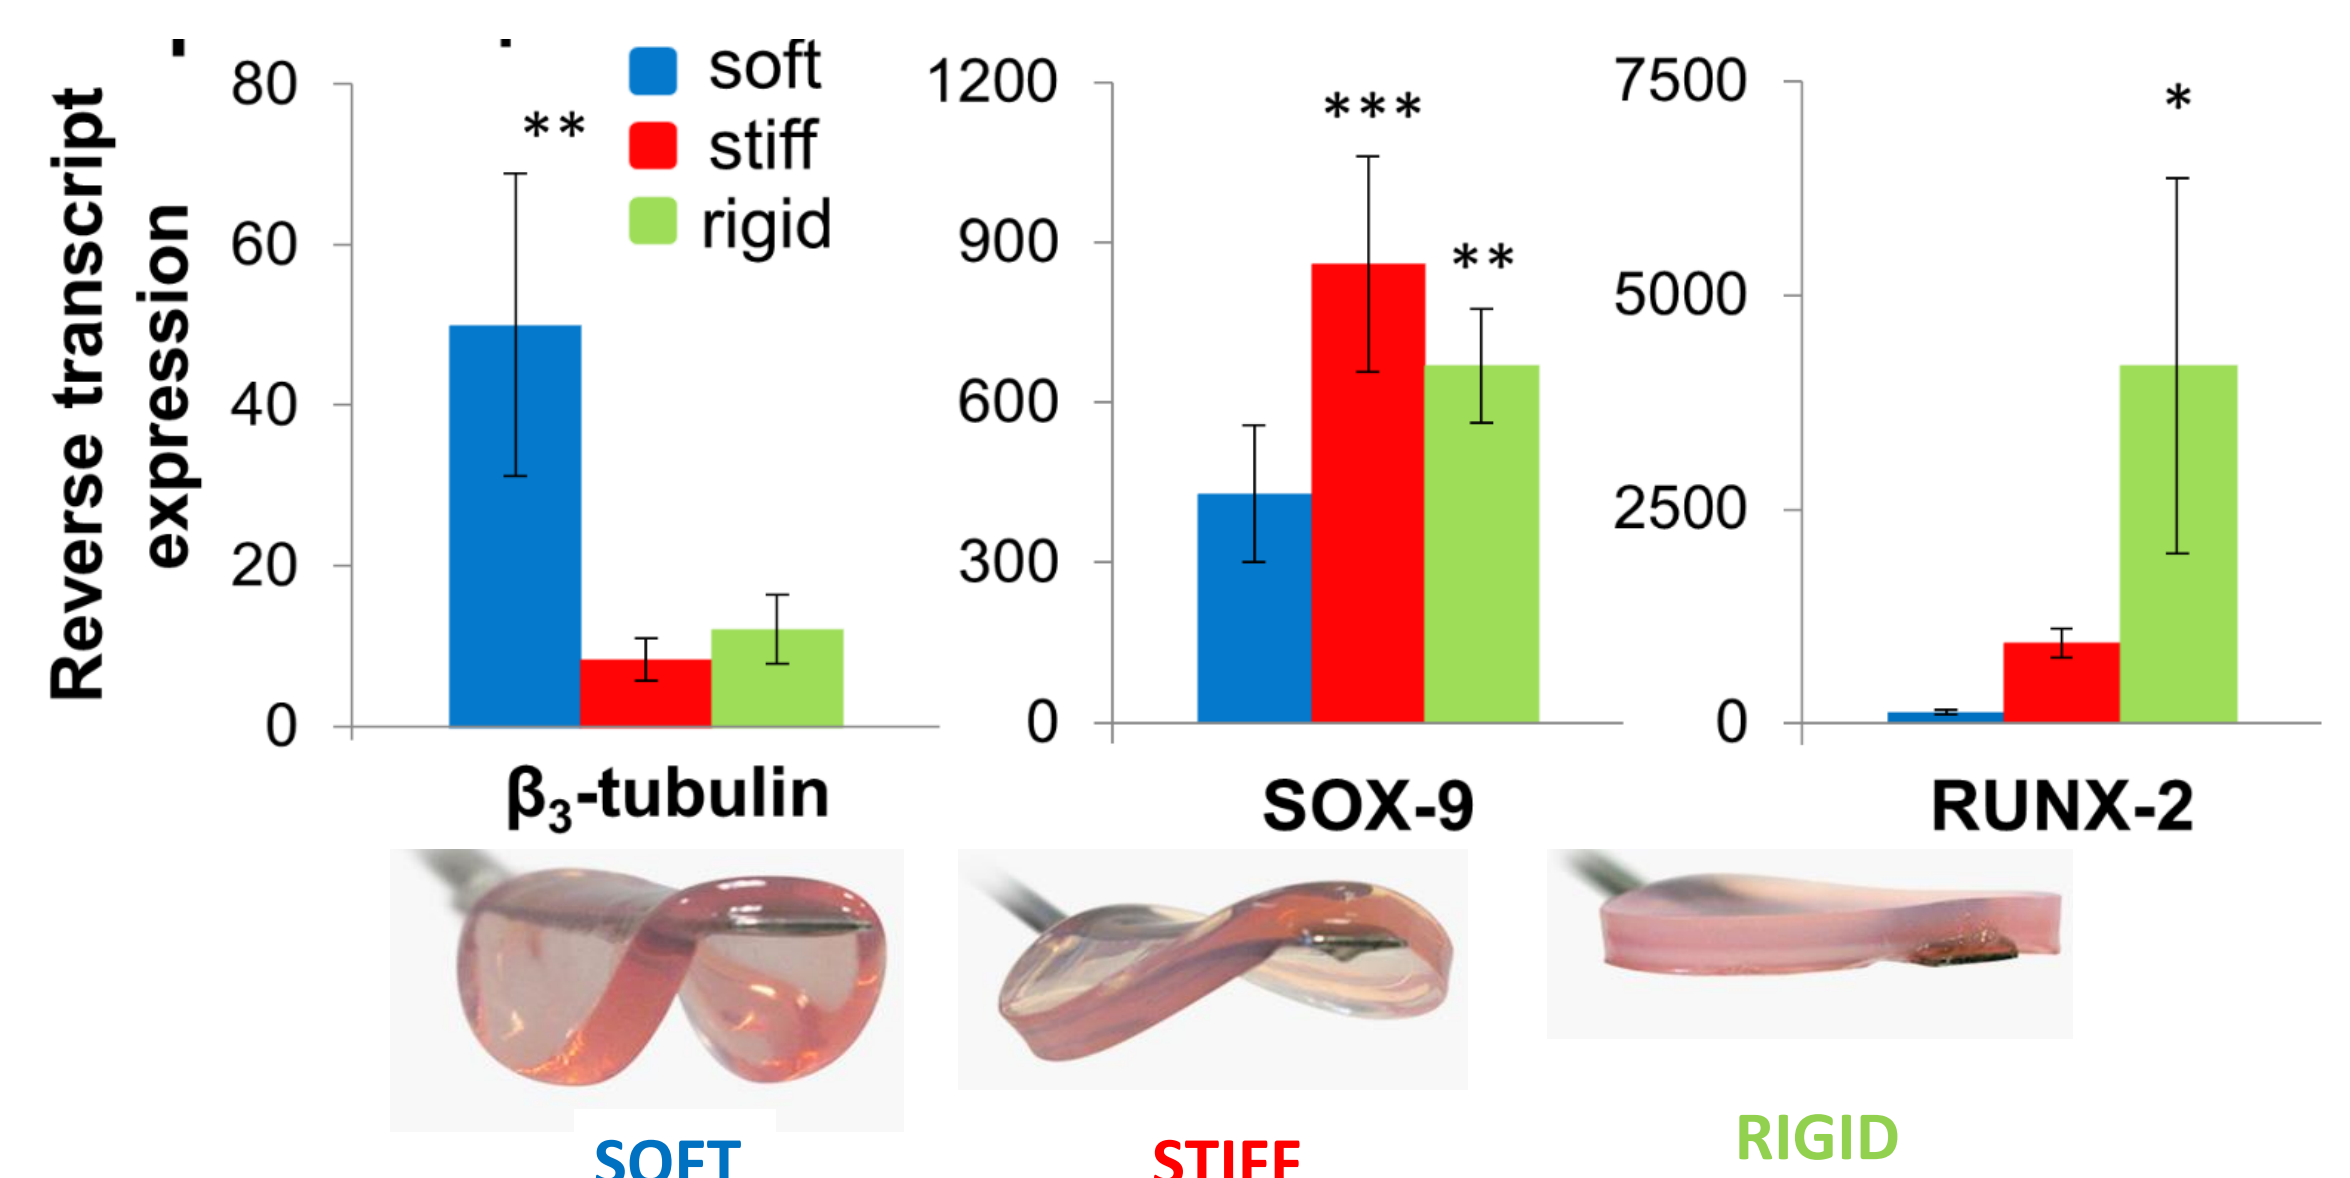 Reverse transcript
expression
80
60
40
20
0
**
soft
stiff
rigid
β₃-tubulin
1200
900
600
300
0
***
**
SOX-9
7500
5000
2500
0
*
RUNX-2
SOFT
STIFF
RIGID